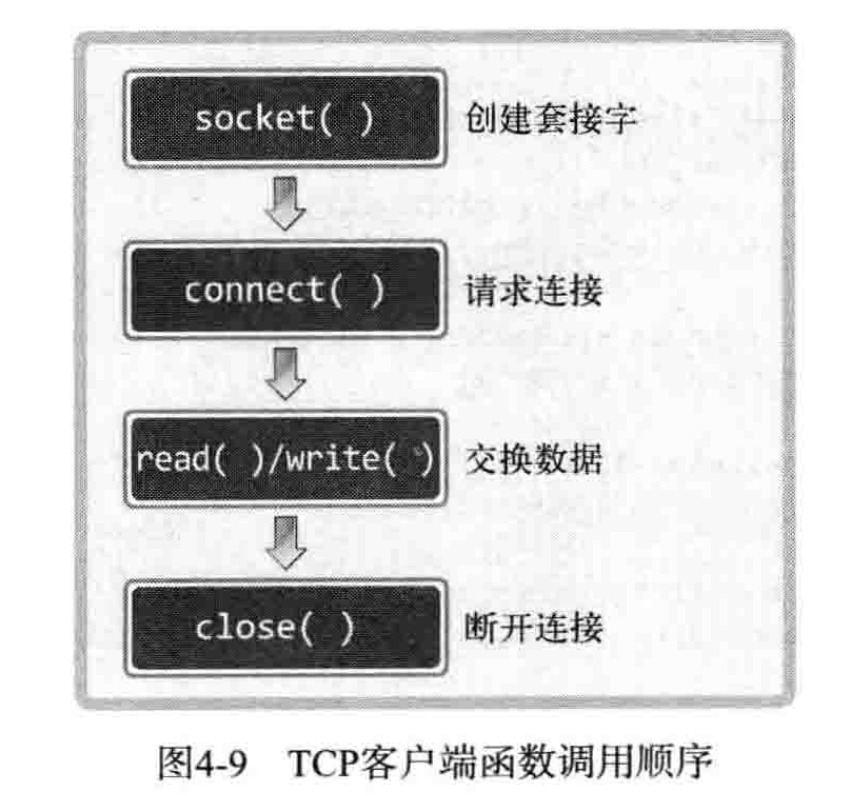 socket( ) 创建套接字
connect( ) 请求连接
read( )/write( ) 交换数据
close( ) 断开连接
图4-9 TCP客户端函数调用顺序